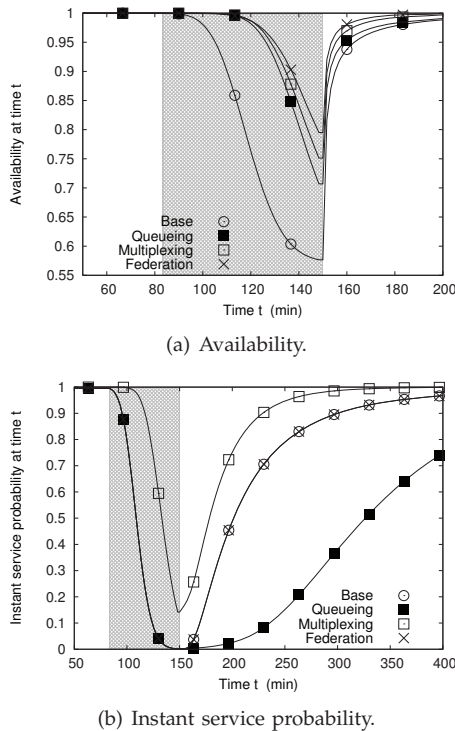 1
0.95
0.9
0.85
0.8
0.75
0.7
0.65
0.6
0.55
Availability at time t
Base
Queueing
Multiplexing
Federation
60 80 100 120 140 160 180 200
Time t (min)
(a) Availability.
1
0.9
0.8
0.7
0.6
0.5
0.4
0.3
0.2
0.1
0
Instant service probability at time t
Base
Queueing
Multiplexing
Federation
50 100 150 200 250 300 350 400
Time t (min)
(b) Instant service probability.